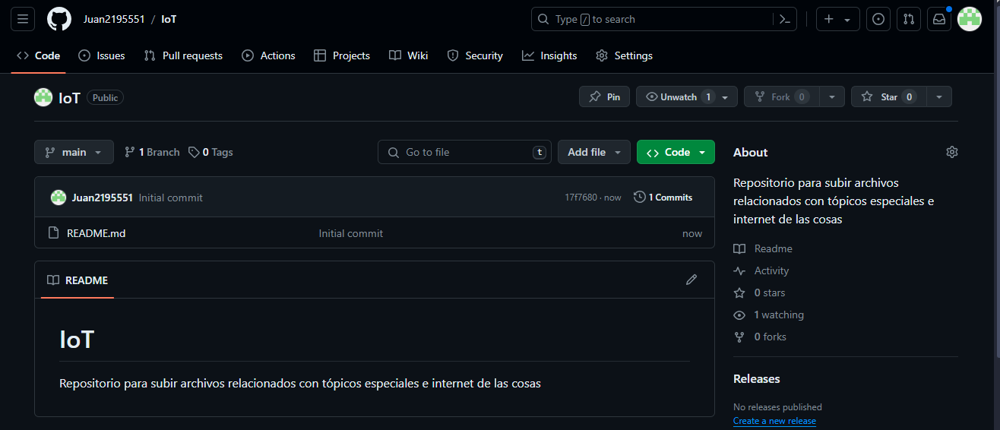 Juan2195551 / IoT
Type / to search
Code Issues Pull requests Actions Projects Wiki Security Insights Settings
IoT Public
Pin Unwatch 1 Fork 0 Star 0
main 1 Branch 0 Tags
Go to file t Add file Code
Juan2195551 Initial commit 17f7680 · now 1 Commits
README.md Initial commit now
README
IoT
Repositorio para subir archivos relacionados con tópicos especiales e internet de las cosas
About
Repositorio para subir archivos
relacionados con tópicos especiales e
internet de las cosas
Readme
Activity
0 stars
1 watching
0 forks
Releases
No releases published
Create a new release